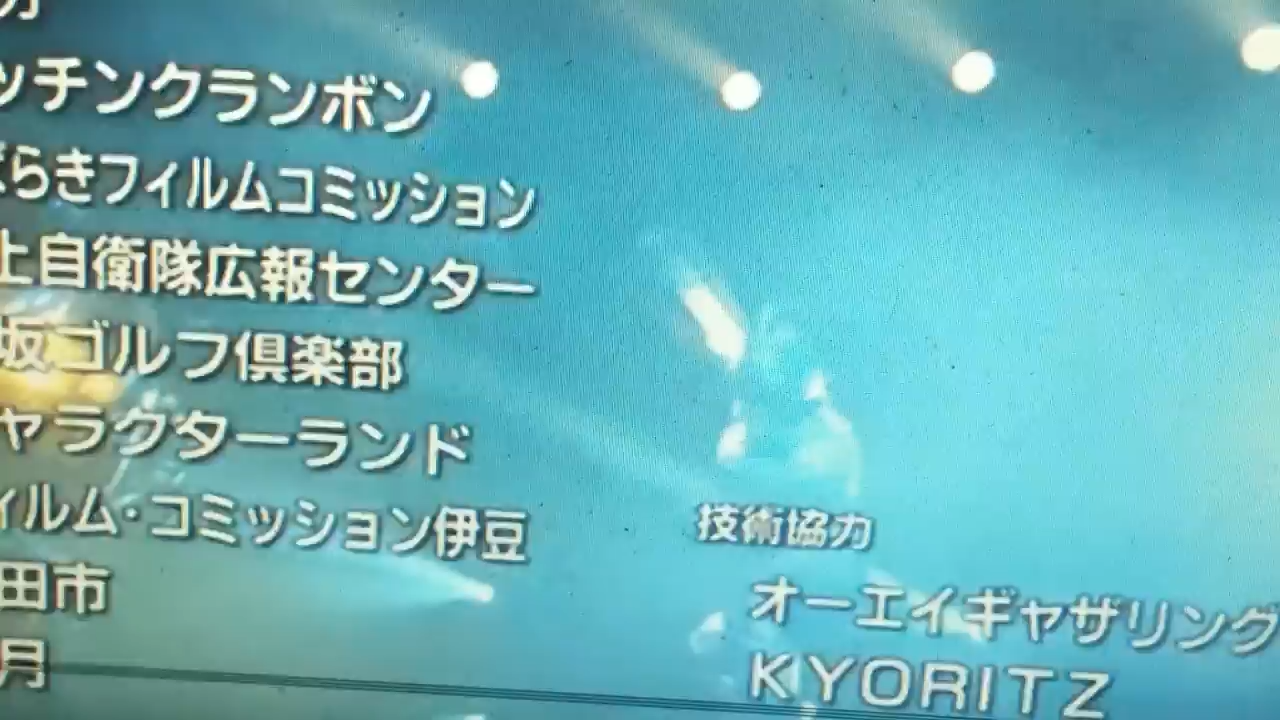 ッチンクランボン
らきフィルムコミッション
上自衛隊広報センター
坂ゴルフ倶楽部
ャラクターランド
ィルム・コミッション伊豆
田市
月
技術協力
オーエイギャザリング
KYORITZ